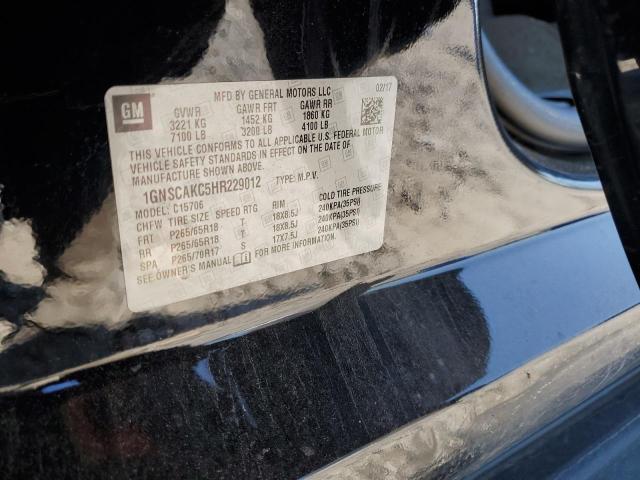 GM
MFD BY GENERAL MOTORS LLC 02/17
GVWR GAWR FRT GAWR RR
3221 KG 1452 KG 1860 KG
7100 LB 3200 LB 4100 LB
THIS VEHICLE CONFORMS TO ALL APPLICABLE U.S. FEDERAL MOTOR
VEHICLE SAFETY STANDARDS IN EFFECT ON THE DATE OF
MANUFACTURE SHOWN ABOVE.
1GNSCAKC5HR229012 TYPE: M.P.V.
MODEL: C15706
CHFW TIRE SIZE SPEED RTG RIM COLD TIRE PRESSURE
FRT P265/65R18 T 18X8.5J 240KPA(35PSI)
RR P265/65R18 T 18X8.5J 240KPA(35PSI)
SPA P265/70R17 S 17X7.5J 240KPA(35PSI)
SEE OWNER'S MANUAL FOR MORE INFORMATION.